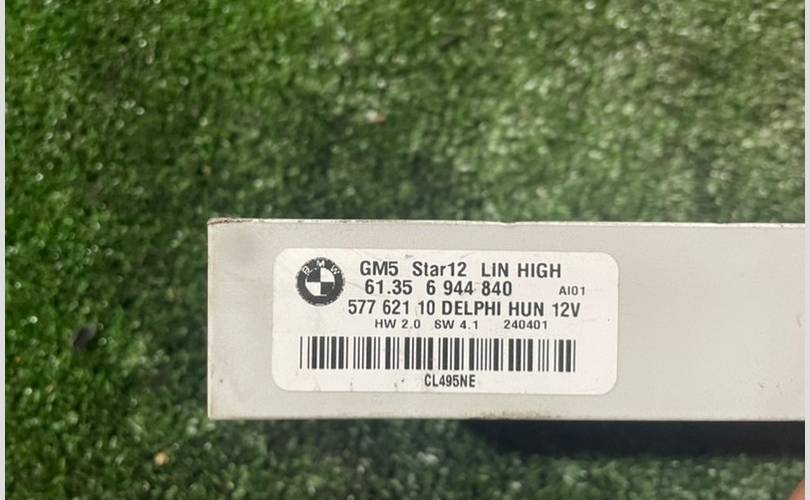 BMW
GM5 Star12 LIN HIGH
61.35 6 944 840 AI01
577 621 10 DELPHI HUN 12V
HW 2.0 SW 4.1 240401
CL495NE